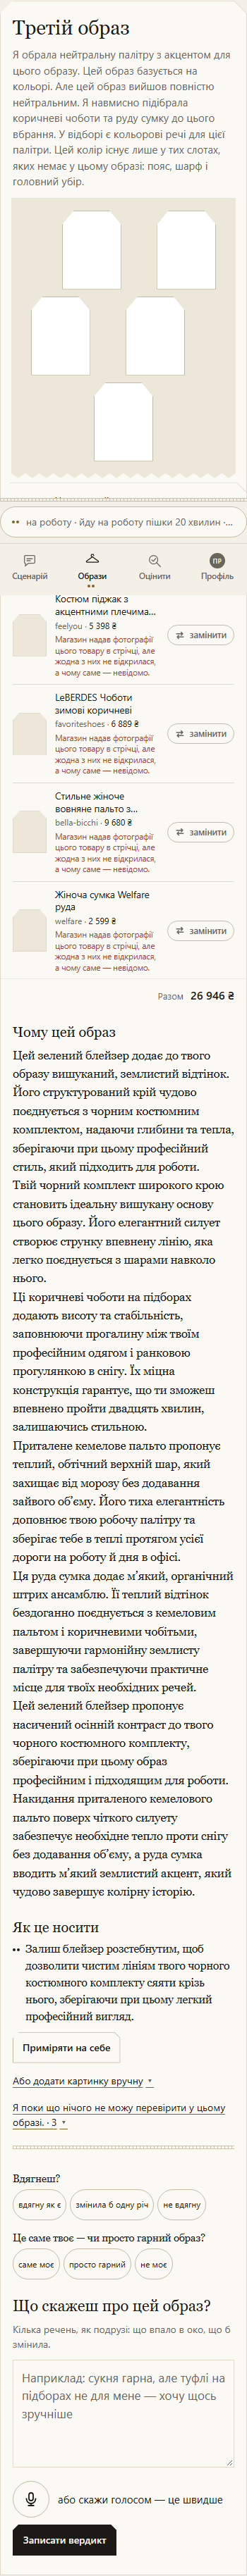 Третій образ
Я обрала нейтральну палітру з акцентом для
цього образу. Цей образ базується на
кольорі. Але цей образ вийшов повністю
нейтральним. Я навмисно підібрала
коричневі чоботи та руду сумку до цього
вбрання. У відборі є кольорові речі для цієї
палітри. Цей колір існує лише у тих слотах,
яких немає у цьому образі: пояс, шарф і
головний убір.
на роботу · йду на роботу пішки 20 хвилин ·...
Сценарій
Образи
Оцінити
ПР
Профіль
Костюм піджак з
акцентними плечима...
feelyou · 5 398 ₴
Магазин надав фотографії
цього товару в стрічці, але
жодна з них не відкрилася,
а чому саме — невідомо.
замінити
LeBERDES Чоботи
зимові коричневі
favoriteshoes · 6 889 ₴
Магазин надав фотографії
цього товару в стрічці, але
жодна з них не відкрилася,
а чому саме — невідомо.
замінити
Стильне жіноче
вовняне пальто з...
bella-bicchi · 9 680 ₴
Магазин надав фотографії
цього товару в стрічці, але
жодна з них не відкрилася,
а чому саме — невідомо.
замінити
Жіноча сумка Welfare
руда
welfare · 2 599 ₴
Магазин надав фотографії
цього товару в стрічці, але
жодна з них не відкрилася,
а чому саме — невідомо.
замінити
Разом 26 946 ₴
Чому цей образ
Цей зелений блейзер додає до твого
образу вишуканий, землистий відтінок.
Його структурований крій чудово
поєднується з чорним костюмним
комплектом, надаючи глибини та тепла,
зберігаючи при цьому професійний
стиль, який підходить для роботи.
Твій чорний комплект широкого крою
становить ідеальну вишукану основу
цього образу. Його елегантний силует
створює струнку впевнену лінію, яка
легко поєднується з шарами навколо
нього.
Ці коричневі чоботи на підборах
додають висоту та стабільність,
заповнюючи прогалину між твоїм
професійним одягом і ранковою
прогулянкою в снігу. Їх міцна
конструкція гарантує, що ти зможеш
впевнено пройти двадцять хвилин,
залишаючись стильною.
Приталене кемелове пальто пропонує
теплий, обтічний верхній шар, який
захищає від морозу без додавання
зайвого об’єму. Його тиха елегантність
доповнює твою робочу палітру та
зберігає тебе в теплі протягом усієї
дороги на роботу й дня в офісі.
Ця руда сумка додає м’який, органічний
штрих ансамблю. Її теплий відтінок
бездоганно поєднується з кемеловим
пальтом і коричневими чобітьми,
завершуючи гармонійну землисту
палітру та забезпечуючи практичне
місце для твоїх необхідних речей.
Цей зелений блейзер пропонує
насичений осінній контраст до твого
чорного костюмного комплекту,
зберігаючи при цьому образ
професійним і підходящим для роботи.
Накидання приталеного кемелового
пальто поверх чіткого силуету
забезпечує необхідне тепло проти снігу
без додавання об’єму, а руда сумка
вводить м’який землистий акцент, який
чудово завершує колірну історію.
Як це носити
Залиш блейзер розстебнутим, щоб
дозволити чистим лініям твого чорного
костюмного комплекту сяяти крізь
нього, зберігаючи при цьому легкий
професійний вигляд.
Приміряти на себе
Або додати картинку вручну
Я поки що нічого не можу перевірити у цьому
образі. · 3
Вдягнеш?
вдягну як є
змінила б одну річ
не вдягну
Це саме твоє — чи просто гарний образ?
саме моє
просто гарний
не моє
Що скажеш про цей образ?
Кілька речень, як подрузі: що впало в око, що б
змінила.
Наприклад: сукня гарна, але туфлі на
підборах не для мене — хочу щось
зручніше
або скажи голосом — це швидше
Записати вердикт